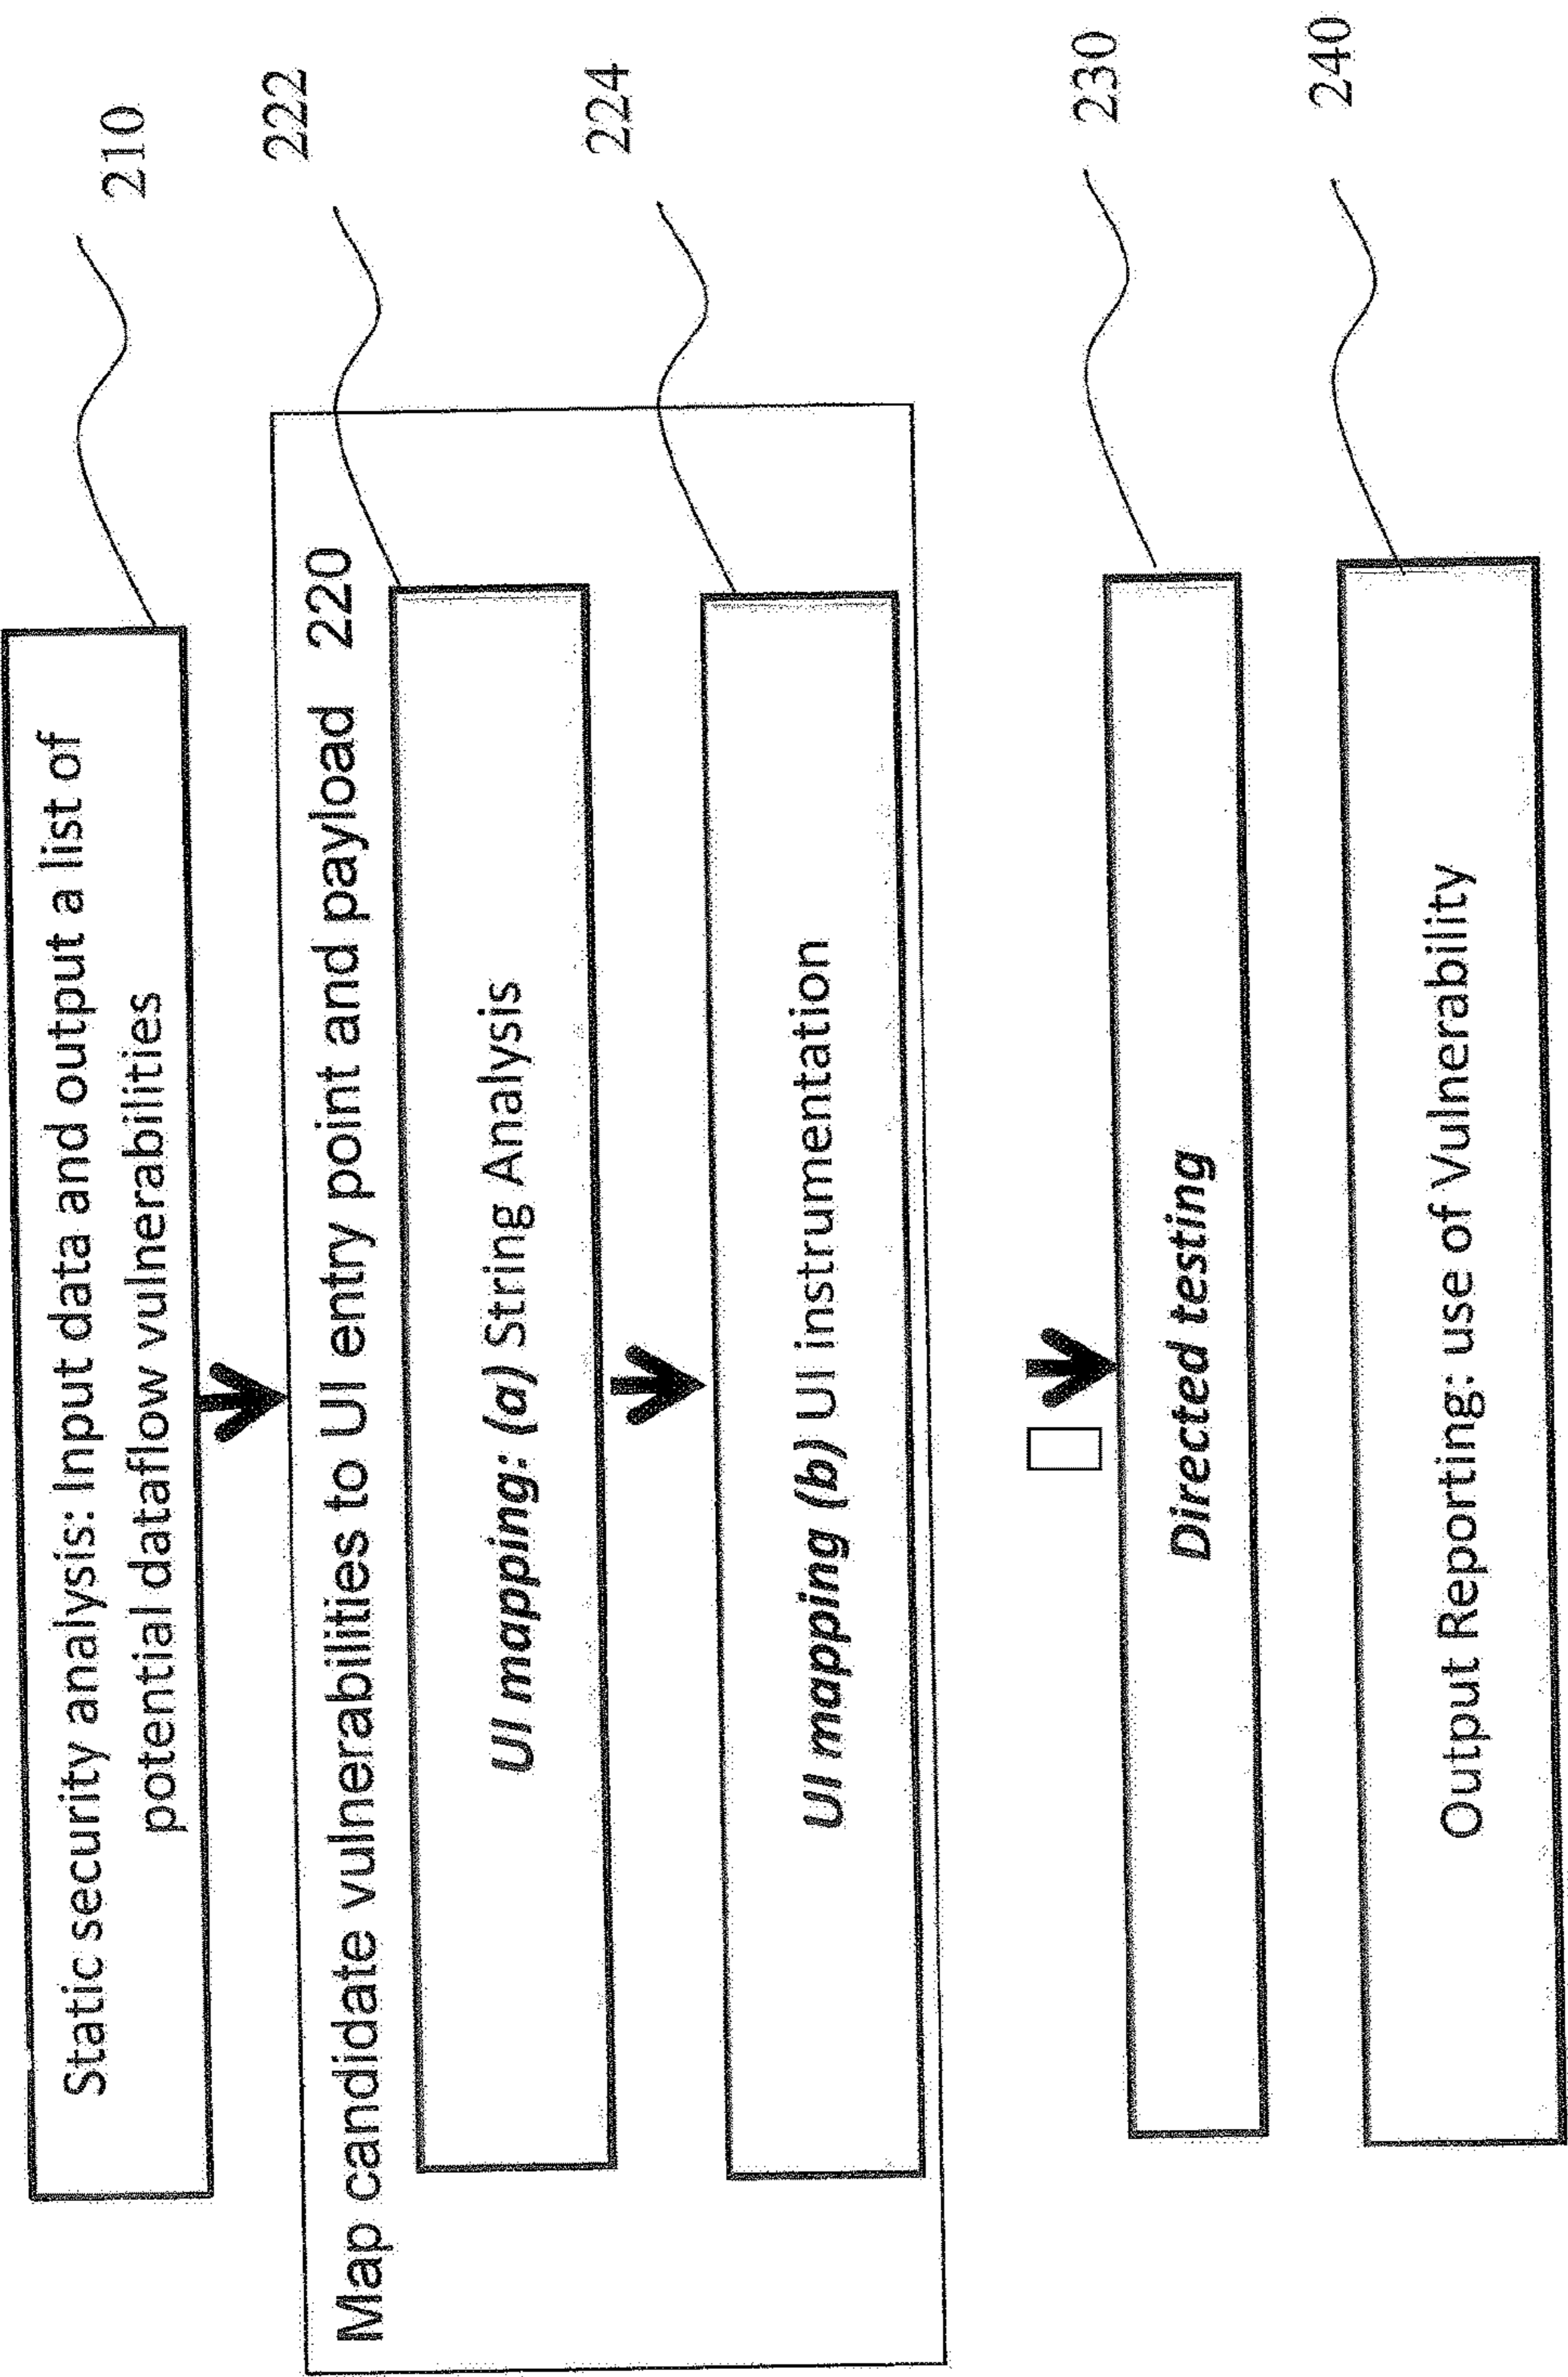 Static security analysis: Input data and output a list of
potential dataflow vulnerabilities
210
Map candidate vulnerabilities to UI entry point and payload 220
UI mapping: (a) String Analysis
222
UI mapping (b) UI instrumentation
224
Directed testing
230
Output Reporting: use of Vulnerability
240